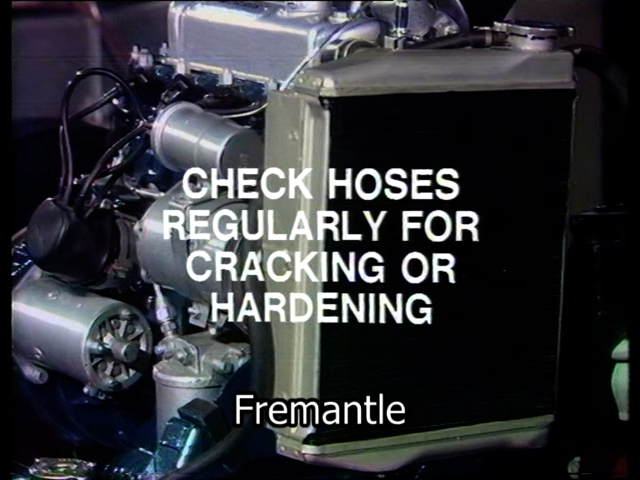 CHECK HOSES
REGULARLY FOR
CRACKING OR
HARDENING
Fremantle